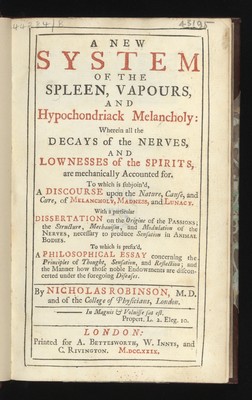 43195
A NEW
SYSTEM
OF THE
SPLEEN, VAPOURS,
AND
Hypochondriack Melancholy:
Wherein all the
DECAYS of the NERVES,
AND
LOWNESSES of the SPIRITS,
are mechanically Accounted for.
To which is subjoin'd,
A DISCOURSE upon the Nature, Cause, and
Cure, of MELANCHOLY, MADNESS, and LUNACY.
With a particular
DISSERTATION on the Origine of the PASSIONS;
the Structure, Mechanism, and Modulation of the
NERVES, necessary to produce Sensation in ANIMAL
BODIES.
To which is prefix'd,
A PHILOSOPHICAL ESSAY concerning the
Principles of Thought, Sensation, and Reflection; and
the Manner how those noble Endowments are discon-
certed under the foregoing Diseases.
By NICHOLAS ROBINSON, M.D.
and of the College of Physicians, London.
In Magnis & Voluisse sat est.
Propert. L. 2. Eleg. 10.
LONDON:
Printed for A. BETTESWORTH, W. INNYS, and
C. RIVINGTON. M.DCC.XXIX.